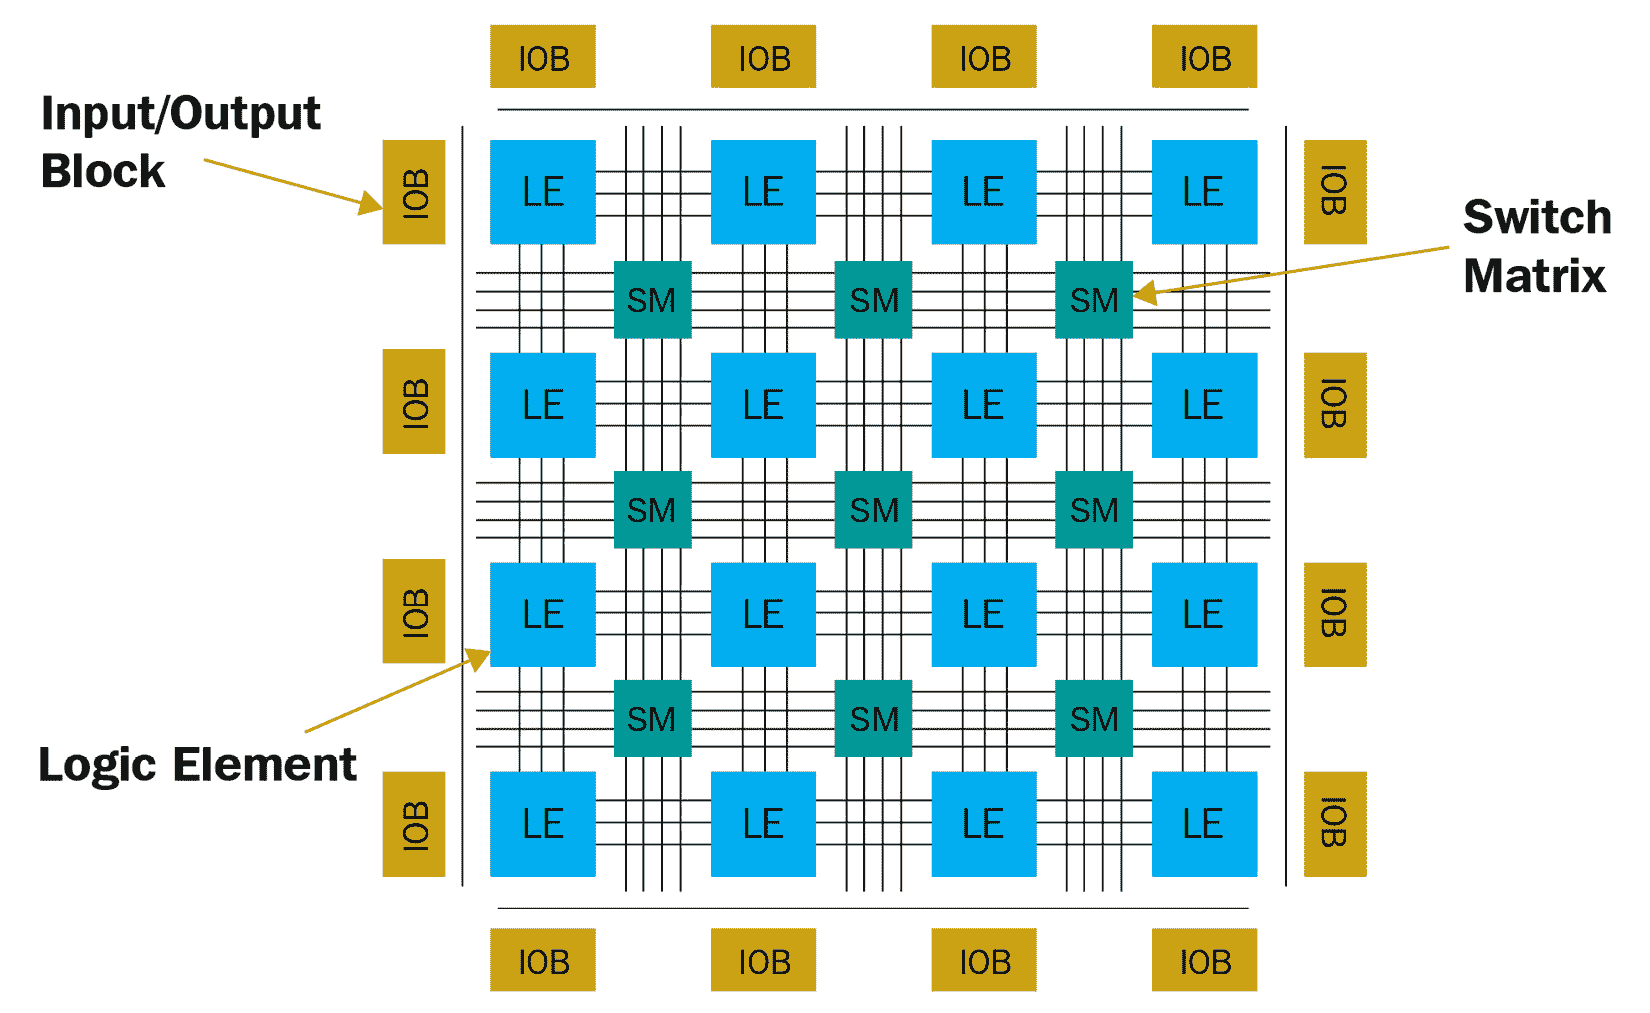 IOB IOB IOB IOB
Input/Output
Block
IOB LE LE LE LE IOB
Switch
Matrix
SM SM SM
IOB LE LE LE LE IOB
SM SM SM
IOB LE LE LE LE IOB
SM SM SM
Logic Element
IOB LE LE LE LE IOB
IOB IOB IOB IOB